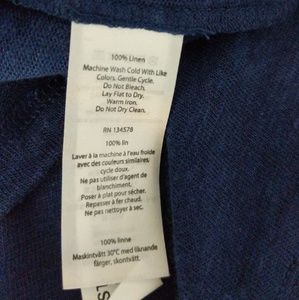 100% Linen
Machine Wash Cold With Like
Colors. Gentle Cycle.
Do Not Bleach.
Lay Flat to Dry.
Warm Iron.
Do Not Dry Clean.
RN 134578
100% lin
Laver à la machine à l'eau froide
avec des couleurs similaires,
cycle doux.
Ne pas utiliser d'agent de
blanchiment.
Poser à plat pour sécher.
Repasser à fer chaud.
Ne pas nettoyer à sec.
100% linne
Maskintvätt 30°C med liknande
färger, skontvätt.